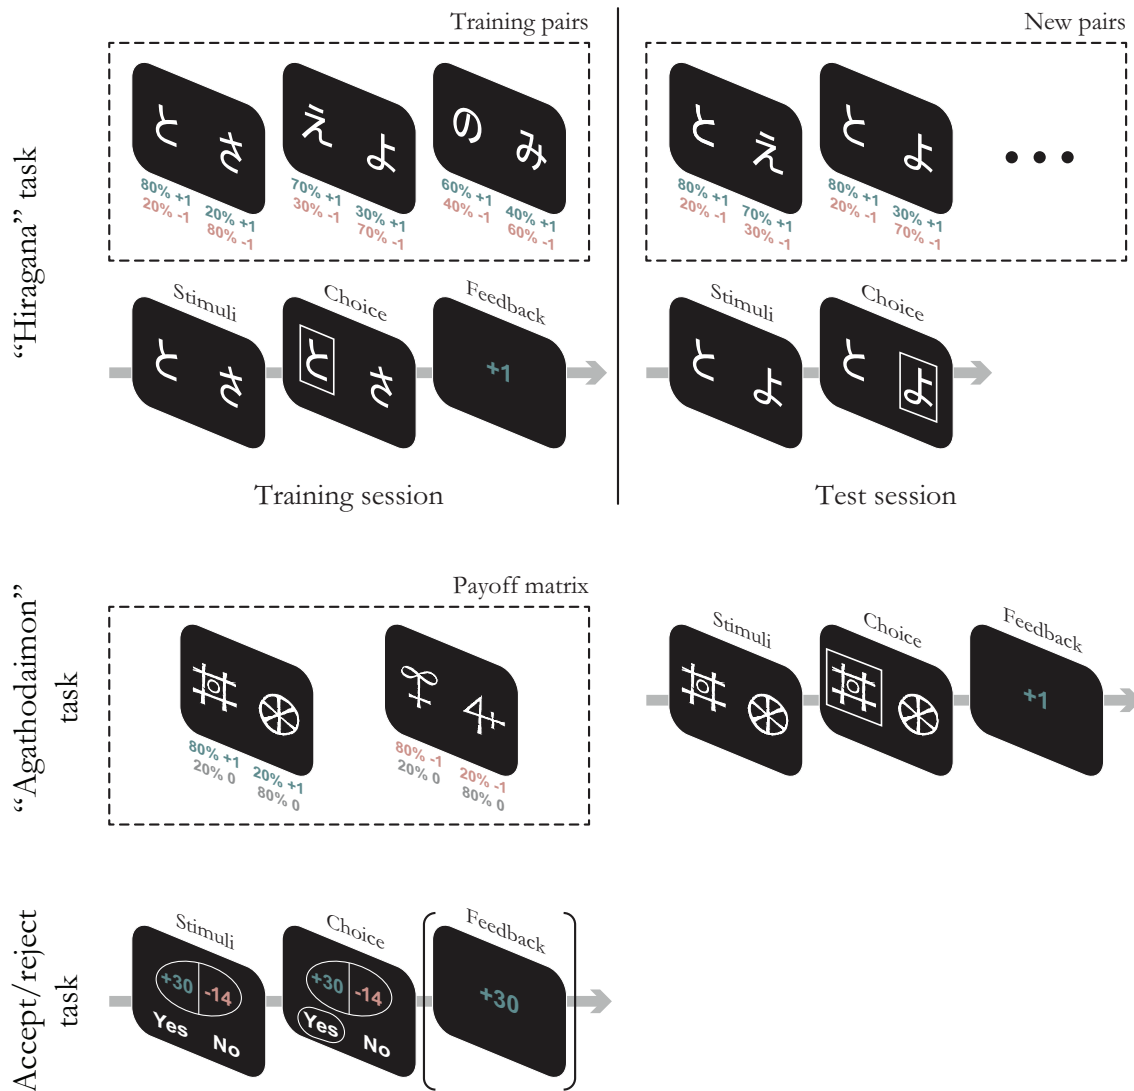 Training pairs
New pairs
“Hiragana” task
と さ
え よ
の み
と え
と よ
80% +1
20% -1
20% +1
80% -1
70% +1
30% -1
30% +1
70% -1
60% +1
40% -1
40% +1
60% -1
80% +1
20% -1
70% +1
30% -1
80% +1
20% -1
30% +1
70% -1
Stimuli
Choice
Feedback
Stimuli
Choice
と さ
と さ
+1
と よ
と よ
Training session
Test session
“Agathodaimon”
task
Payoff matrix
80% +1
20% 0
20% +1
80% 0
80% -1
20% 0
20% -1
80% 0
Stimuli
Choice
Feedback
+1
Accept/reject
task
Stimuli
Choice
Feedback
+30 -14
Yes No
+30 -14
Yes No
+30